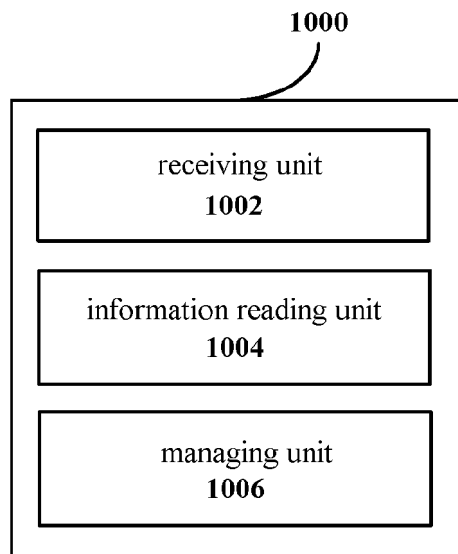 1000
receiving unit
1002
information reading unit
1004
managing unit
1006